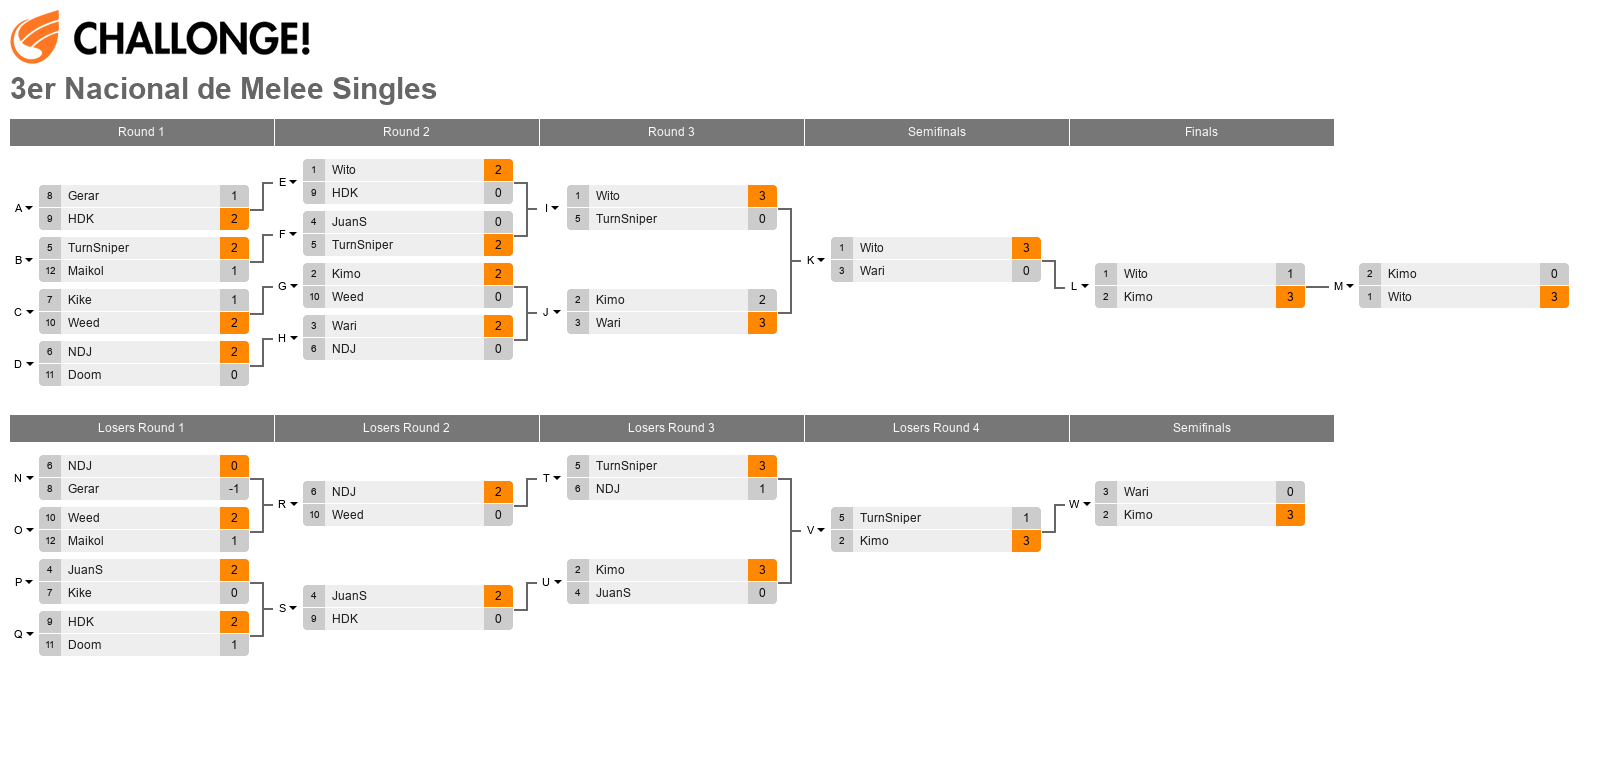 CHALLONGE!
3er Nacional de Melee Singles
Round 1 Round 2 Round 3 Semifinals Finals
A
8 Gerar 1
9 HDK 2
B
5 TurnSniper 2
12 Maikol 1
C
7 Kike 1
10 Weed 2
D
6 NDJ 2
11 Doom 0
E
1 Wito 2
9 HDK 0
F
4 JuanS 0
5 TurnSniper 2
G
2 Kimo 2
10 Weed 0
H
3 Wari 2
6 NDJ 0
I
1 Wito 3
5 TurnSniper 0
J
2 Kimo 2
3 Wari 3
K
1 Wito 3
3 Wari 0
L
1 Wito 1
2 Kimo 3
M
2 Kimo 0
1 Wito 3
Losers Round 1 Losers Round 2 Losers Round 3 Losers Round 4 Semifinals
N
6 NDJ 0
8 Gerar -1
O
10 Weed 2
12 Maikol 1
P
4 JuanS 2
7 Kike 0
Q
9 HDK 2
11 Doom 1
R
6 NDJ 2
10 Weed 0
S
4 JuanS 2
9 HDK 0
T
5 TurnSniper 3
6 NDJ 1
U
2 Kimo 3
4 JuanS 0
V
5 TurnSniper 1
2 Kimo 3
W
3 Wari 0
2 Kimo 3